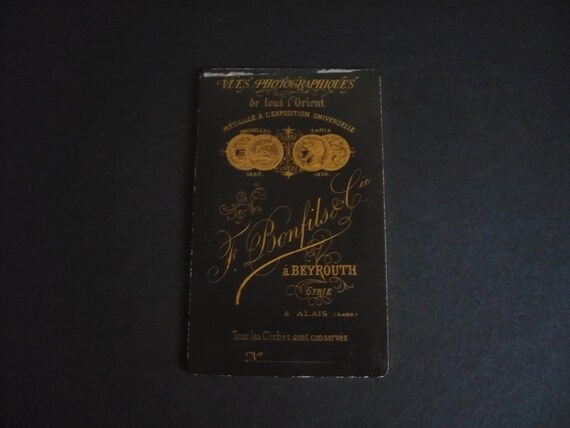 VUES PHOTOGRAPHIQUES
de tout l'Orient
MÉDAILLE A L'EXPOSITION UNIVERSELLE
BRUXELLES PARIS
1883 1878
F. Bonfils & Cie
à BEYROUTH
SYRIE
& ALAIS (GARD)
Tous les Clichés sont conservés
No